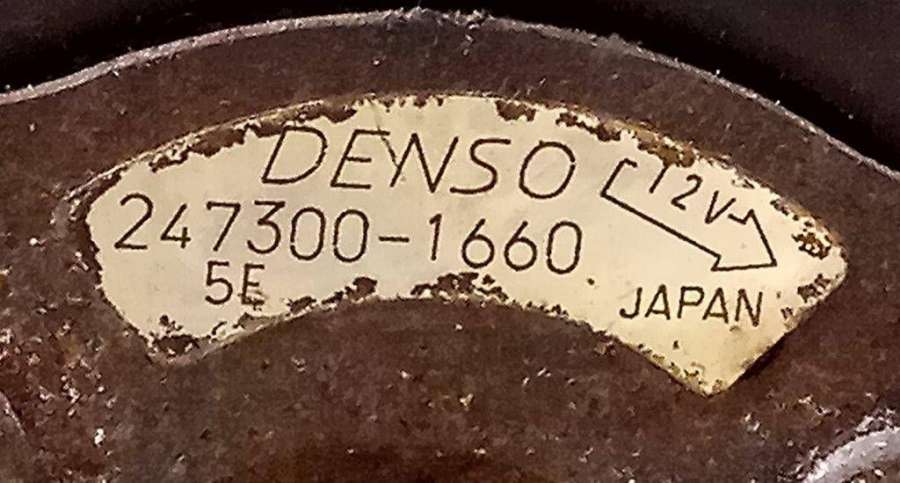 DENSO
12V
247300-1660
5E
JAPAN